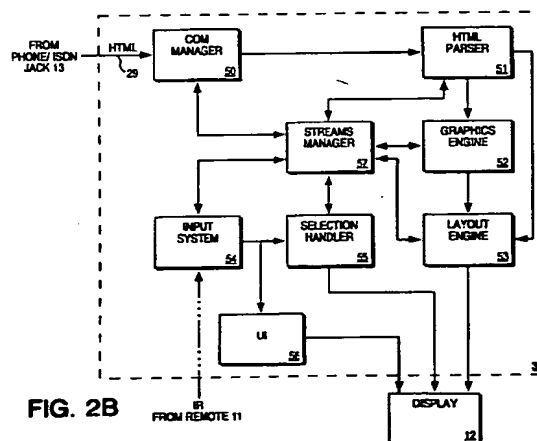 FROM
PHONE/ ISDN
JACK 13
HTML
29
COM
MANAGER
50
HTML
PARSER
51
STREAMS
MANAGER
57
GRAPHICS
ENGINE
52
INPUT
SYSTEM
54
SELECTION
HANDLER
55
LAYOUT
ENGINE
53
UI
56
FIG. 2B
IR
FROM REMOTE 11
DISPLAY
12